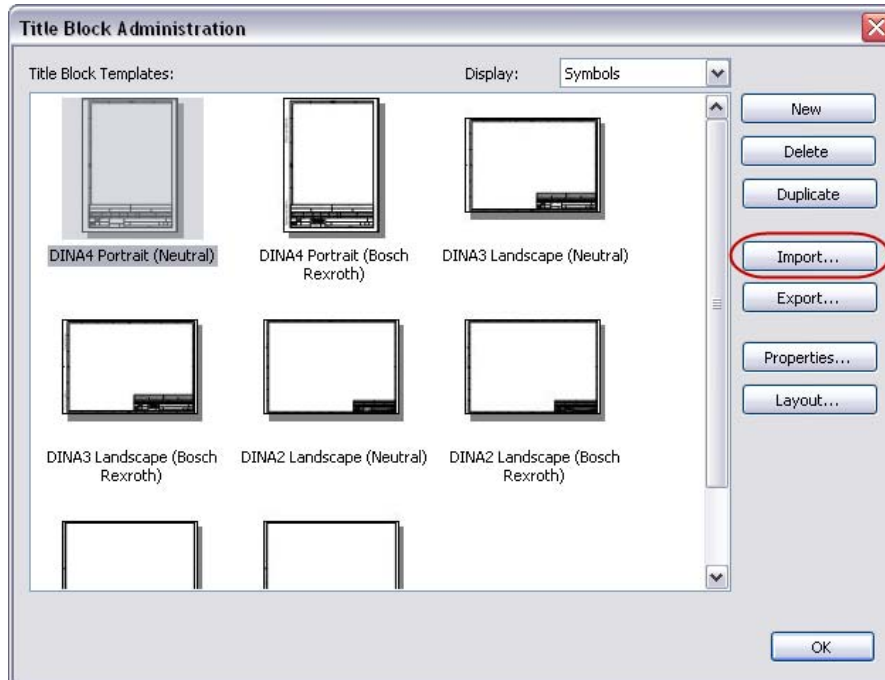 Title Block Administration
Title Block Templates:
Display:
Symbols
New
Delete
Duplicate
Import...
Export...
Properties...
Layout...
DINA4 Portrait (Neutral)
DINA4 Portrait (Bosch
Rexroth)
DINA3 Landscape (Neutral)
DINA3 Landscape (Bosch
Rexroth)
DINA2 Landscape (Neutral)
DINA2 Landscape (Bosch
Rexroth)
OK